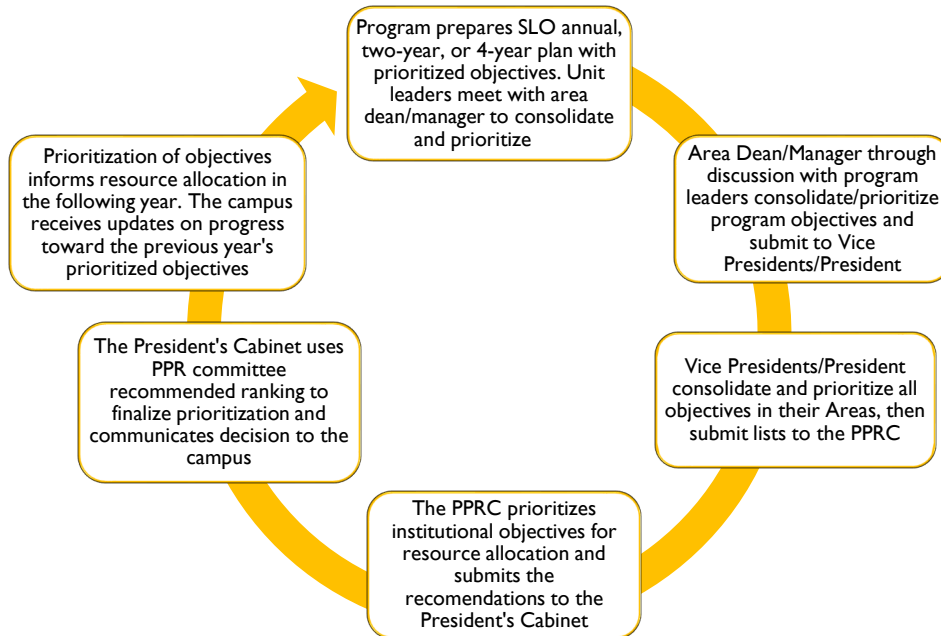 Program prepares SLO annual,
two-year, or 4-year plan with
prioritized objectives. Unit
leaders meet with area
dean/manager to consolidate
and prioritize
Area Dean/Manager through
discussion with program
leaders consolidate/prioritize
program objectives and
submit to Vice
Presidents/President
Vice Presidents/President
consolidate and prioritize all
objectives in their Areas, then
submit lists to the PPRC
The PPRC prioritizes
institutional objectives for
resource allocation and
submits the
recomendations to the
President's Cabinet
The President's Cabinet uses
PPR committee
recommended ranking to
finalize prioritization and
communicates decision to the
campus
Prioritization of objectives
informs resource allocation in
the following year. The campus
receives updates on progress
toward the previous year's
prioritized objectives